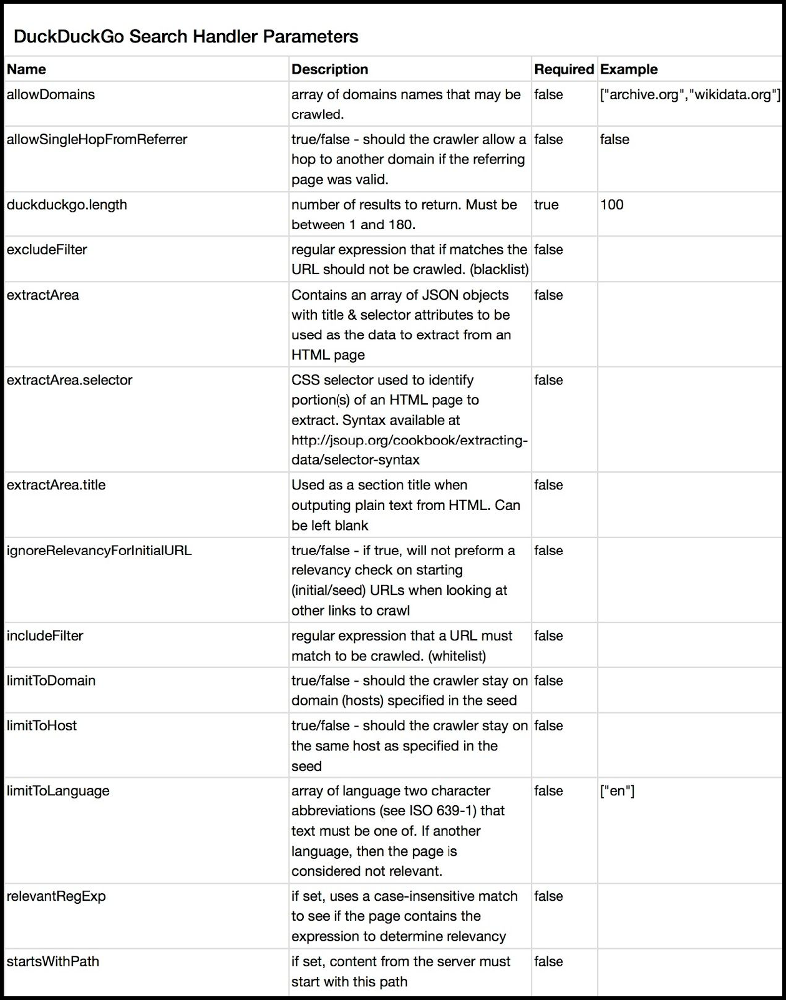 DuckDuckGo Search Handler Parameters
Name Description Required Example
allowDomains array of domains names that may be false ["archive.org","wikidata.org"]
crawled.
allowSingleHopFromReferrer true/false - should the crawler allow a false false
hop to another domain if the referring
page was valid.
duckduckgo.length number of results to return. Must be true 100
between 1 and 180.
excludeFilter regular expression that if matches the false
URL should not be crawled. (blacklist)
extractArea Contains an array of JSON objects false
with title & selector attributes to be
used as the data to extract from an
HTML page
extractArea.selector CSS selector used to identify false
portion(s) of an HTML page to
extract. Syntax available at
http://jsoup.org/cookbook/extracting-
data/selector-syntax
extractArea.title Used as a section title when false
outputing plain text from HTML. Can
be left blank
ignoreRelevancyForInitialURL true/false - if true, will not preform a false
relevancy check on starting
(initial/seed) URLs when looking at
other links to crawl
includeFilter regular expression that a URL must false
match to be crawled. (whitelist)
limitToDomain true/false - should the crawler stay on false
domain (hosts) specified in the seed
limitToHost true/false - should the crawler stay on false
the same host as specified in the
seed
limitToLanguage array of language two character false ["en"]
abbreviations (see ISO 639-1) that
text must be one of. If another
language, then the page is
considered not relevant.
relevantRegExp if set, uses a case-insensitive match false
to see if the page contains the
expression to determine relevancy
startsWithPath if set, content from the server must false
start with this path